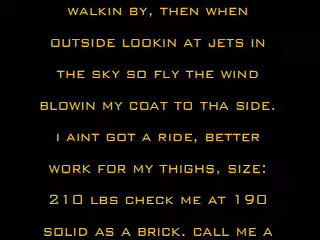 WALKIN BY, THEN WHEN
OUTSIDE LOOKIN AT JETS IN
THE SKY SO FLY THE WIND
BLOWIN MY COAT TO THA SIDE.
I AINT GOT A RIDE, BETTER
WORK FOR MY THIGHS, SIZE:
210 LBS CHECK ME AT 190
SOLID AS A BRICK. CALL ME A